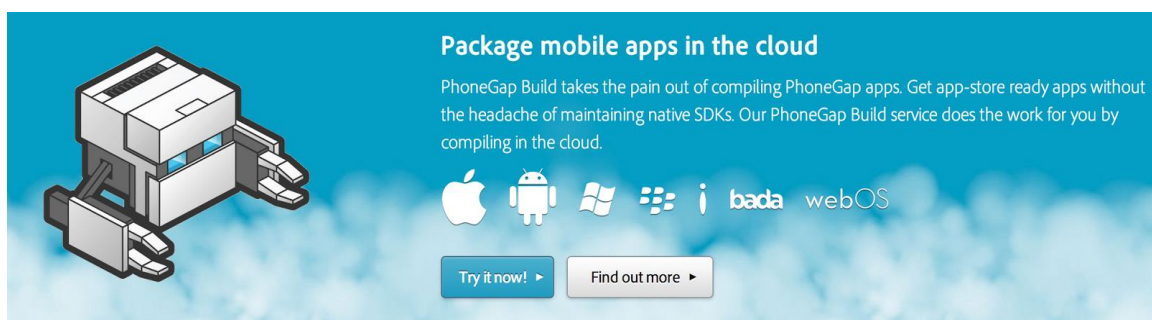 Package mobile apps in the cloud
PhoneGap Build takes the pain out of compiling PhoneGap apps. Get app-store ready apps without
the headache of maintaining native SDKs. Our PhoneGap Build service does the work for you by
compiling in the cloud.
bada webOS
Try it now! ▸ Find out more ▸